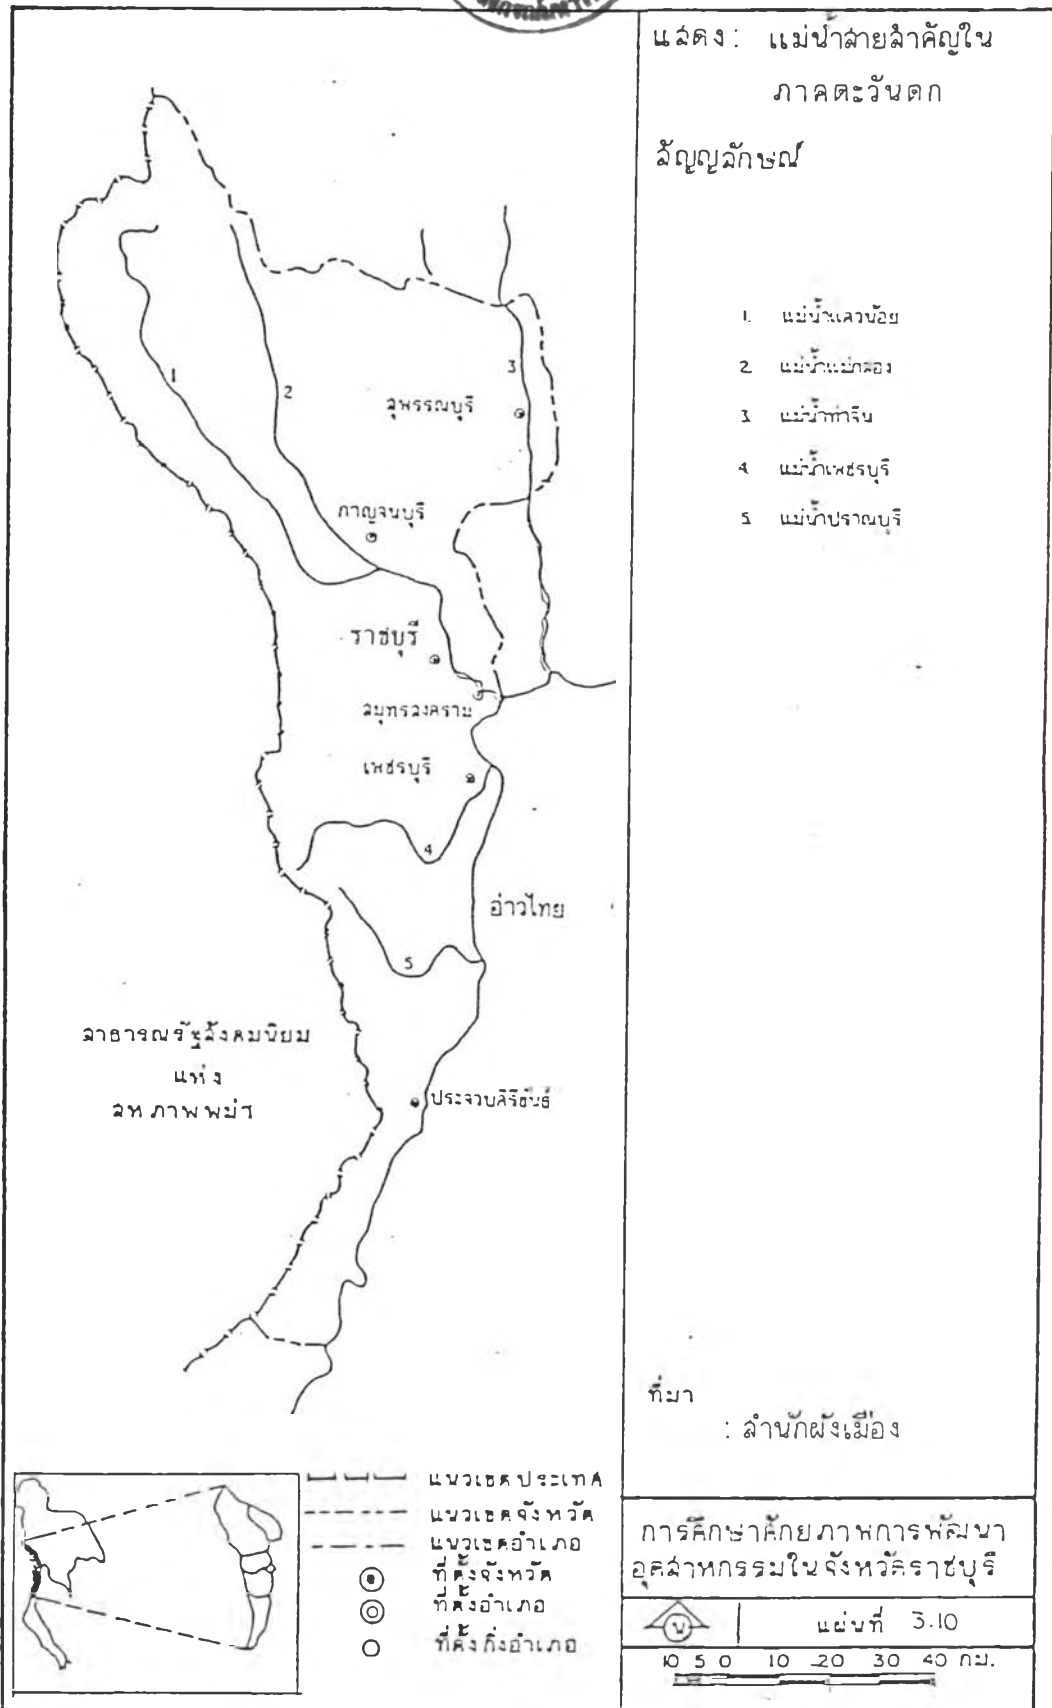 แสดง: แม่น้ำสายสำคัญใน
ภาคตะวันตก
สัญญลักษณ์
1. แม่น้ำแควน้อย
2. แม่น้ำแม่กลอง
3. แม่น้ำท่าจีน
4. แม่น้ำเพชรบุรี
5. แม่น้ำปราณบุรี
1
2
3
สุพรรณบุรี
กาญจนบุรี
ราชบุรี
สมุทรสงคราม
เพชรบุรี
4
อ่าวไทย
5
สาธารณรัฐสังคมนิยม
แห่ง
สหภาพพม่า
ประจวบคีรีขันธ์
ที่มา
: สำนักผังเมือง
แนวเขตประเทศ
แนวเขตจังหวัด
แนวเขตอำเภอ
ที่ตั้งจังหวัด
ที่ตั้งอำเภอ
ที่ตั้งกิ่งอำเภอ
การศึกษาศักยภาพการพัฒนา
อุตสาหกรรมในจังหวัดราชบุรี
น
แผ่นที่ 3.10
10 5 0 10 20 30 40 กม.